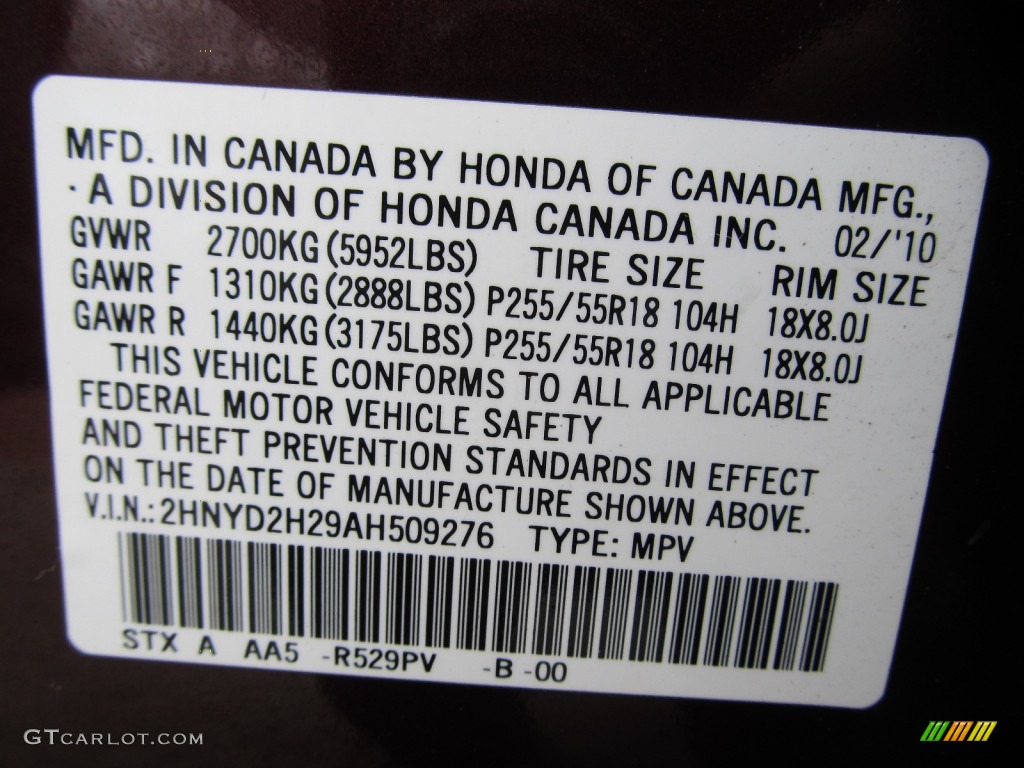 MFD. IN CANADA BY HONDA OF CANADA MFG.,
· A DIVISION OF HONDA CANADA INC. 02/'10
GVWR 2700KG (5952LBS) TIRE SIZE RIM SIZE
GAWR F 1310KG (2888LBS) P255/55R18 104H 18X8.0J
GAWR R 1440KG (3175LBS) P255/55R18 104H 18X8.0J
THIS VEHICLE CONFORMS TO ALL APPLICABLE
FEDERAL MOTOR VEHICLE SAFETY
AND THEFT PREVENTION STANDARDS IN EFFECT
ON THE DATE OF MANUFACTURE SHOWN ABOVE.
V.I.N.: 2HNYD2H29AH509276 TYPE: MPV
STX A AA5 -R529PV -B -00
GTCARLOT.COM